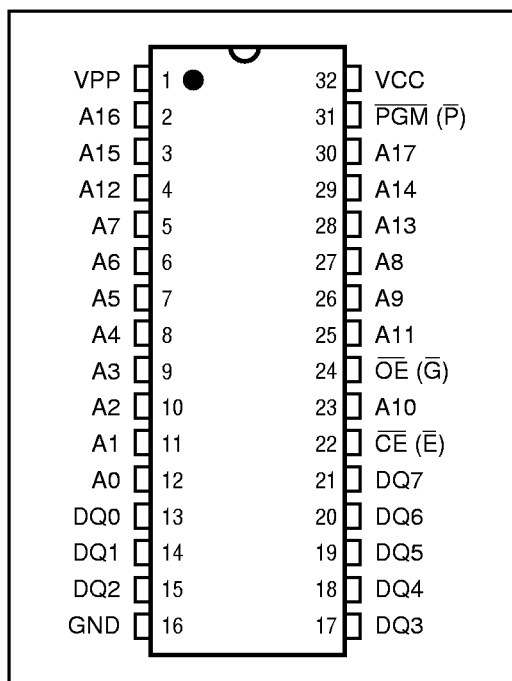 VPP 1 32 VCC
A16 2 31 P̅G̅M̅ (P̅)
A15 3 30 A17
A12 4 29 A14
A7 5 28 A13
A6 6 27 A8
A5 7 26 A9
A4 8 25 A11
A3 9 24 O̅E̅ (G̅)
A2 10 23 A10
A1 11 22 C̅E̅ (E̅)
A0 12 21 DQ7
DQ0 13 20 DQ6
DQ1 14 19 DQ5
DQ2 15 18 DQ4
GND 16 17 DQ3